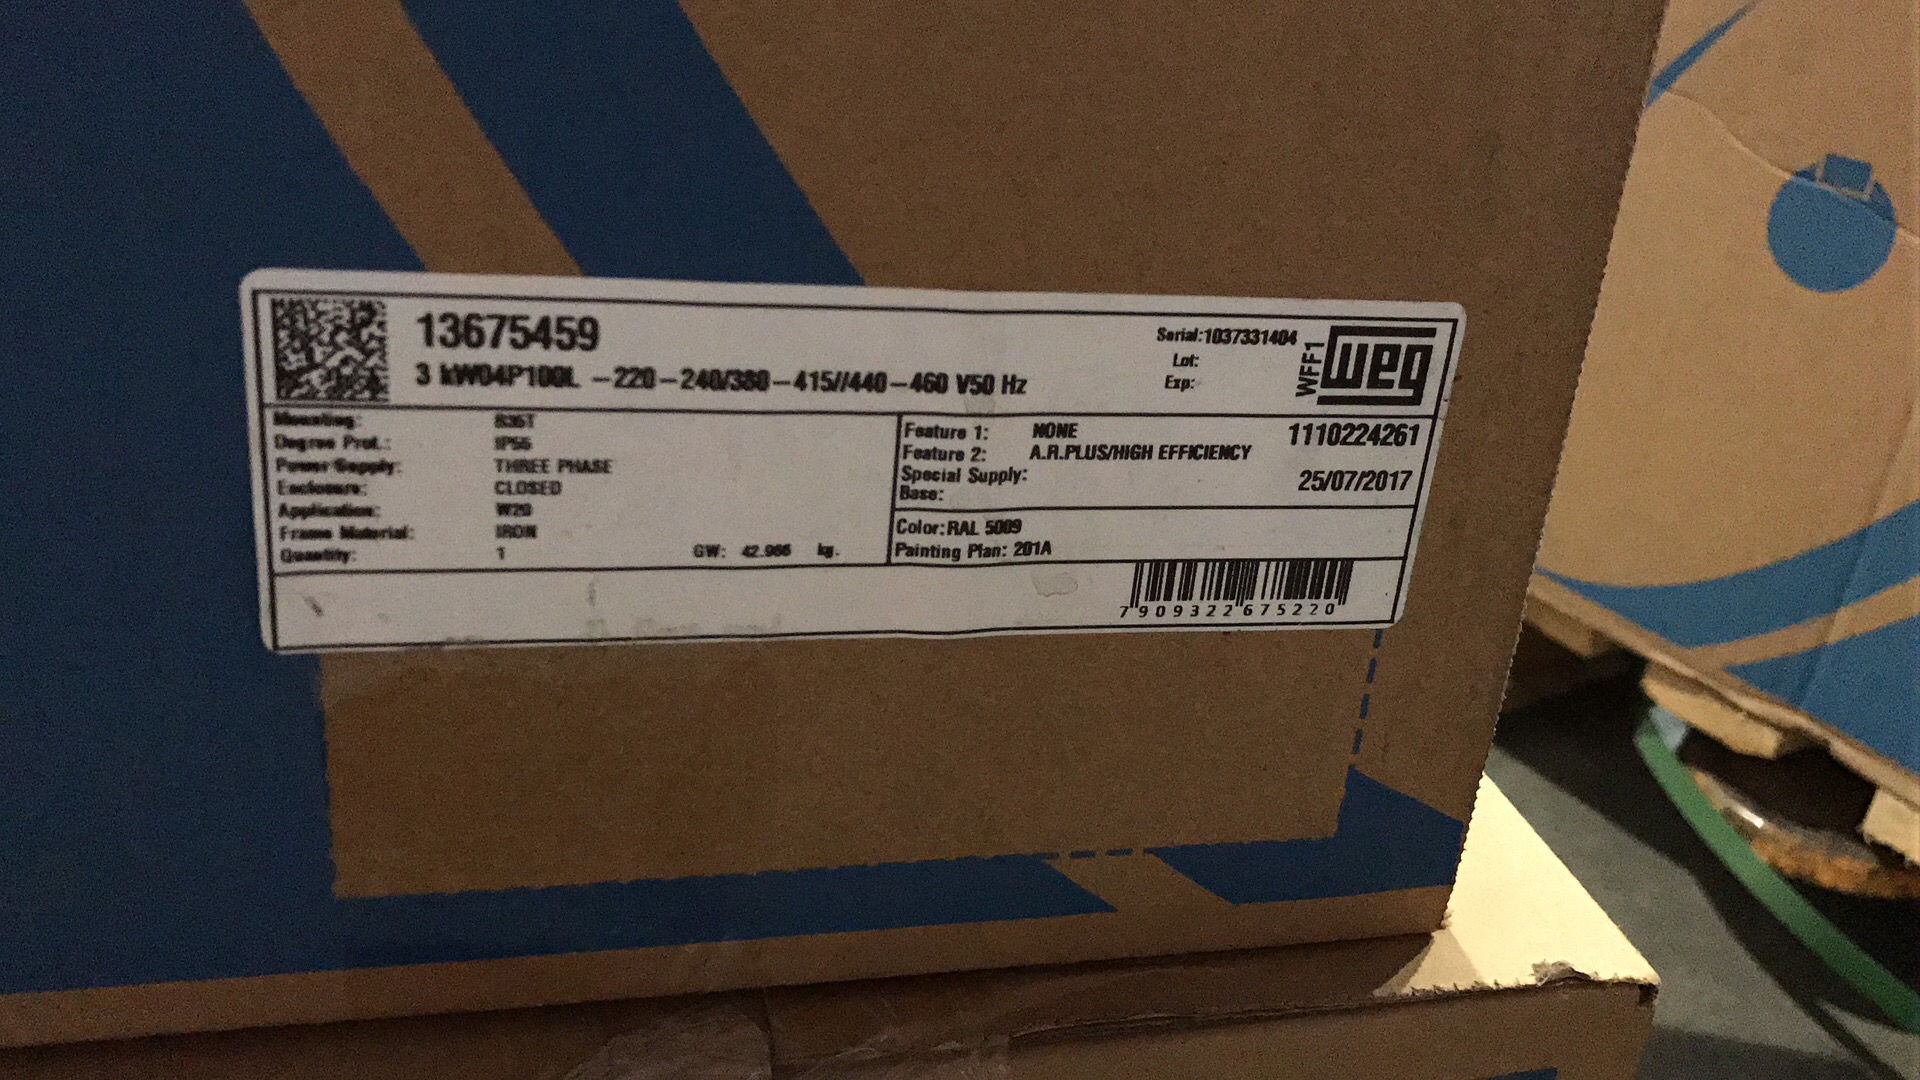 13675459
3 kW04P100L -220-240/380-415//440-460 V50 Hz
Serial:1037331404
Lot:
Exp:
WFF1
weg
Mounting: B35T
Degree Prot.: IP55
Power Supply: THREE PHASE
Enclosure: CLOSED
Application: W20
Frame Material: IRON
Quantity: 1 GW: 42.966 kg.
Feature 1: NONE
Feature 2: A.R.PLUS/HIGH EFFICIENCY
Special Supply:
Base:
1110224261
25/07/2017
Color:RAL 5009
Painting Plan: 201A
7909322675220